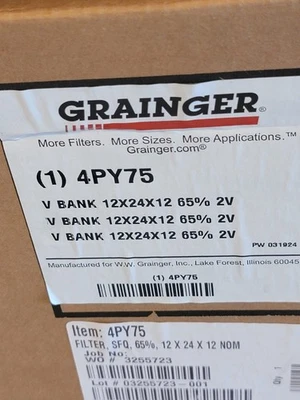 GRAINGER®
More Filters. More Sizes. More Applications.™
Grainger.com®
(1) 4PY75
V BANK 12X24X12 65% 2V
V BANK 12X24X12 65% 2V
V BANK 12X24X12 65% 2V
PW 031924
Manufactured for W.W. Grainger, Inc., Lake Forest, Illinois 60045
(1) 4PY75
Item: 4PY75
FILTER, SFQ, 65%, 12 X 24 X 12 NOM
Job No:
WO # 3255723
Lot # 03255723-001